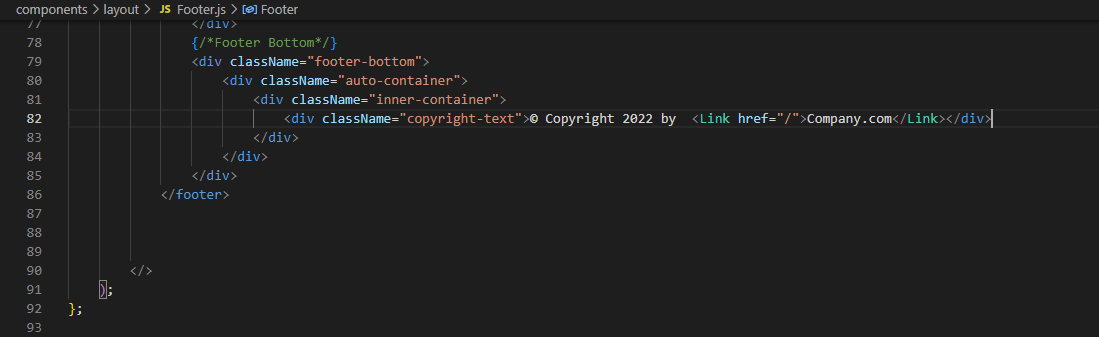 components > layout > JS Footer.js > Footer
77 </div>
78 {/*Footer Bottom*/}
79 <div className="footer-bottom">
80 <div className="auto-container">
81 <div className="inner-container">
82 <div className="copyright-text">© Copyright 2022 by  <Link href="/">Company.com</Link></div>
83 </div>
84 </div>
85 </div>
86 </footer>
87
88
89
90 </>
91 );
92 };
93